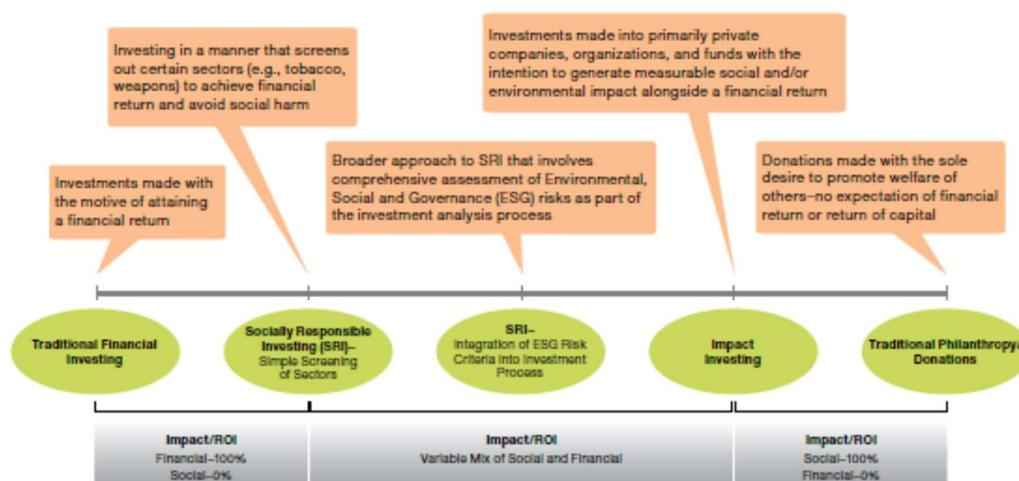 Investing in a manner that screens
out certain sectors (e.g., tobacco,
weapons) to achieve financial
return and avoid social harm
Investments made into primarily private
companies, organizations, and funds with the
intention to generate measurable social and/or
environmental impact alongside a financial return
Investments made with
the motive of attaining
a financial return
Broader approach to SRI that involves
comprehensive assessment of Environmental,
Social and Governance (ESG) risks as part
of the investment analysis process
Donations made with the sole
desire to promote welfare of
others–no expectation of financial
return or return of capital
Traditional Financial
Investing
Socially Responsible
Investing (SRI)–
Simple Screening
of Sectors
SRI–
Integration of ESG Risk
Criteria Into Investment
Process
Impact
Investing
Traditional Philanthropy/
Donations
Impact/ROI
Financial–100%
Social–0%
Impact/ROI
Variable Mix of Social and Financial
Impact/ROI
Social–100%
Financial–0%